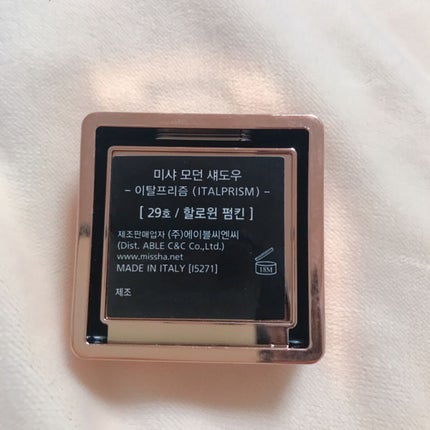 미샤 모던 섀도우
– 이탈프리즘 (ITALPRISM) –
[ 29호 / 할로윈 펌킨 ]
제조판매업자 (주)에이블씨엔씨
(Dist. ABLE C&C Co.,Ltd.)
www.missha.net
MADE IN ITALY [I5271]
18M
제조